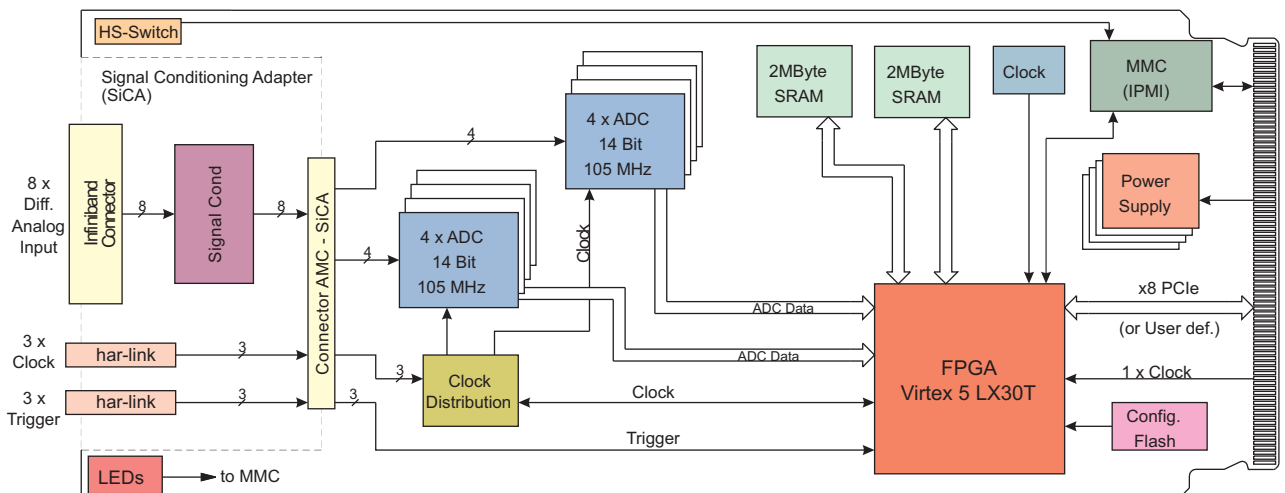 HS-Switch
Signal Conditioning Adapter
(SiCA)
8 x
Diff.
Analog
Input
Infiniband
Connector
8
Signal Cond
8
Connector AMC - SiCA
4
4
4 x ADC
14 Bit
105 MHz
4 x ADC
14 Bit
105 MHz
Clock
2MByte
SRAM
2MByte
SRAM
Clock
MMC
(IPMI)
Power
Supply
ADC Data
ADC Data
x8 PCIe
(or User def.)
FPGA
Virtex 5 LX30T
1 x Clock
Config.
Flash
3 x
Clock
har-link
3
3
Clock
Distribution
Clock
3 x
Trigger
har-link
3
3
Trigger
LEDs
to MMC